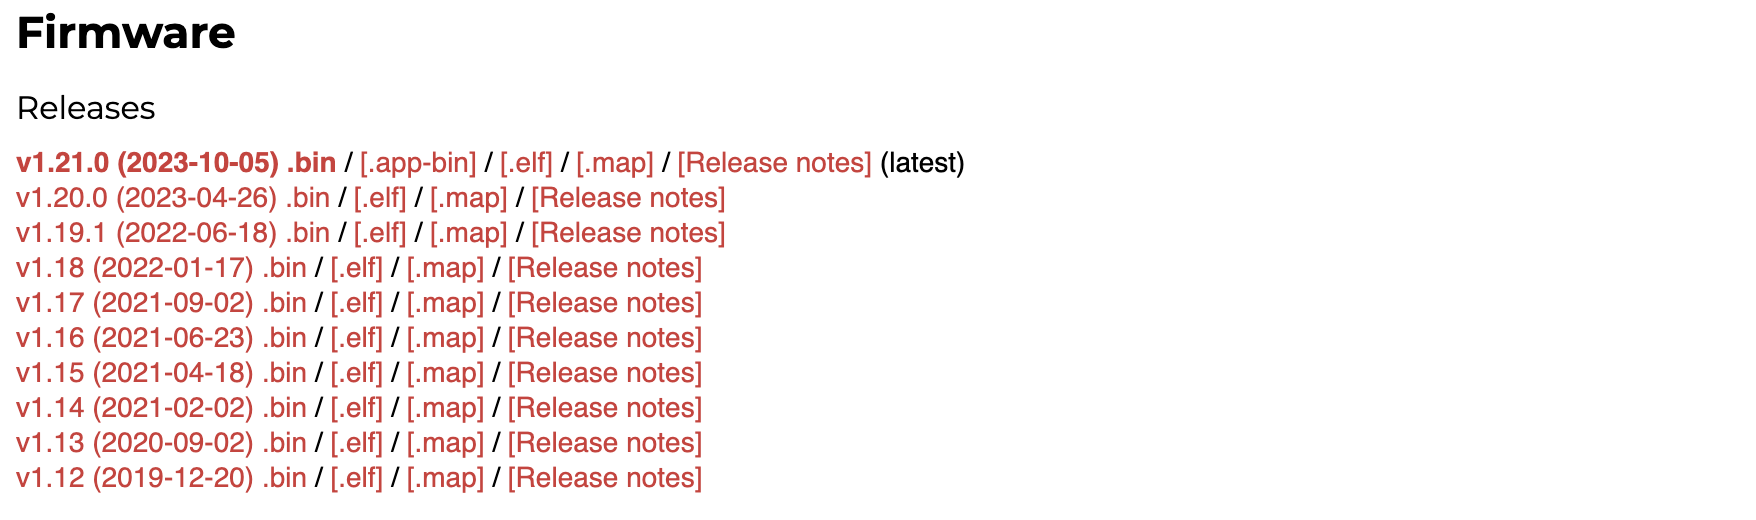 Firmware
Releases
v1.21.0 (2023-10-05) .bin / [.app-bin] / [.elf] / [.map] / [Release notes] (latest)
v1.20.0 (2023-04-26) .bin / [.elf] / [.map] / [Release notes]
v1.19.1 (2022-06-18) .bin / [.elf] / [.map] / [Release notes]
v1.18 (2022-01-17) .bin / [.elf] / [.map] / [Release notes]
v1.17 (2021-09-02) .bin / [.elf] / [.map] / [Release notes]
v1.16 (2021-06-23) .bin / [.elf] / [.map] / [Release notes]
v1.15 (2021-04-18) .bin / [.elf] / [.map] / [Release notes]
v1.14 (2021-02-02) .bin / [.elf] / [.map] / [Release notes]
v1.13 (2020-09-02) .bin / [.elf] / [.map] / [Release notes]
v1.12 (2019-12-20) .bin / [.elf] / [.map] / [Release notes]